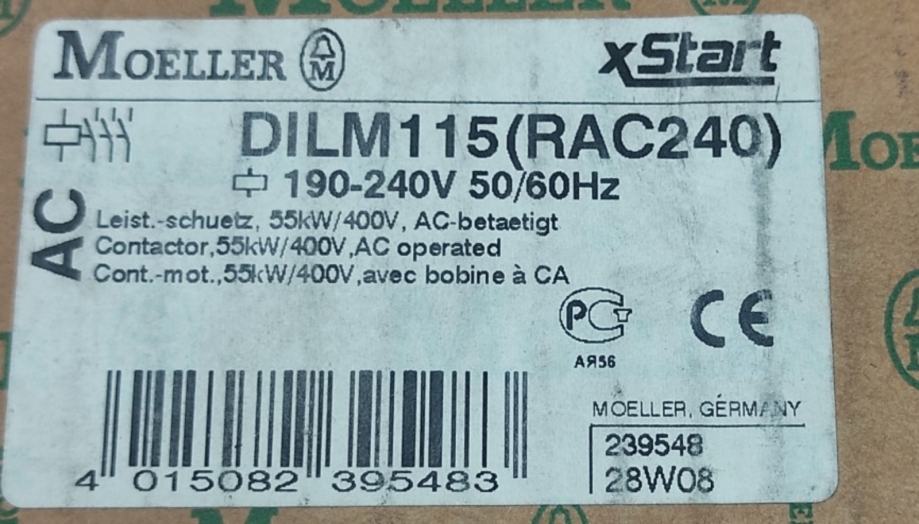 MOELLER
xStart
DILM115(RAC240)
190-240V 50/60Hz
AC
Leist.-schuetz, 55kW/400V, AC-betaetigt
Contactor,55kW/400V,AC operated
Cont.-mot.,55kW/400V,avec bobine à CA
АЯ56
CE
MOELLER, GERMANY
239548
28W08
4 015082 395483